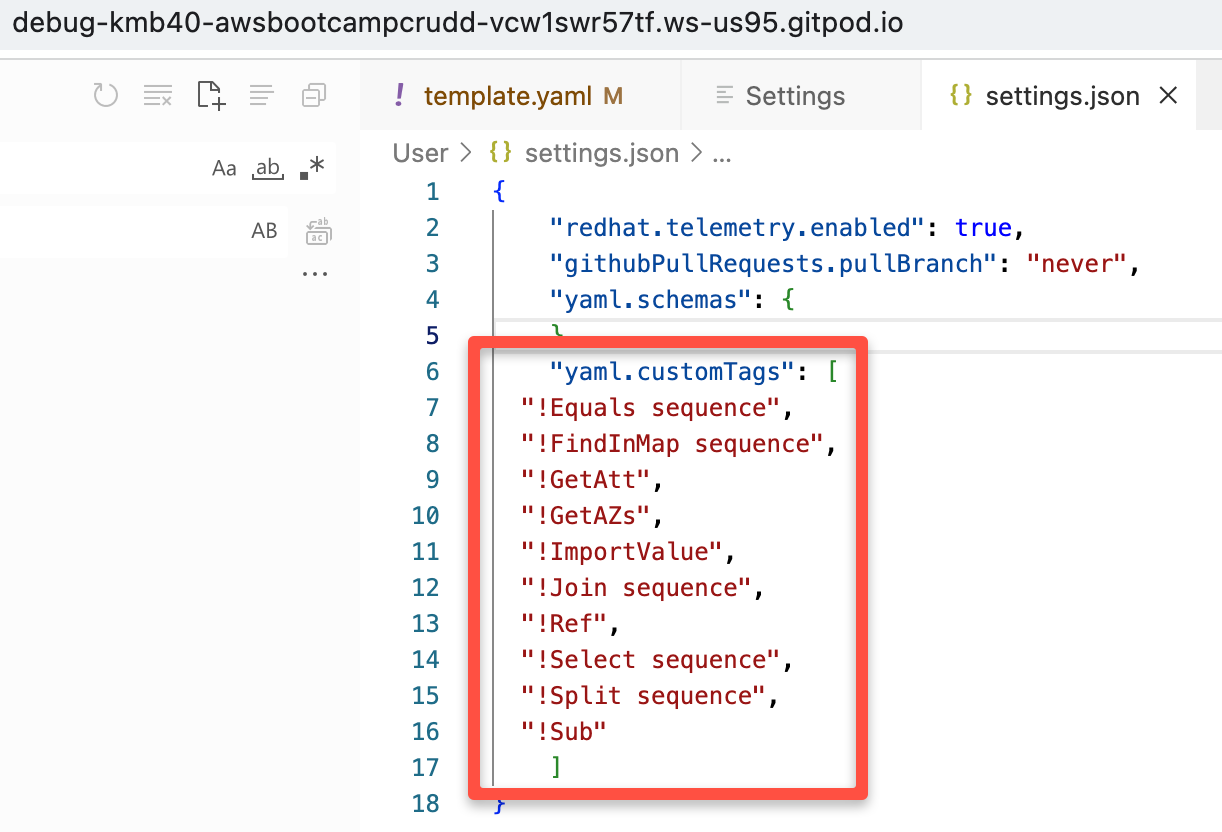 debug-kmb40-awsbootcampcrudd-vcw1swr57tf.ws-us95.gitpod.io
! template.yaml M
Settings
{} settings.json ×
Aa ab .*
AB ab ac
...
User > {} settings.json > ...
1 {
2 "redhat.telemetry.enabled": true,
3 "githubPullRequests.pullBranch": "never",
4 "yaml.schemas": {
5 }
6 "yaml.customTags": [
7 "!Equals sequence",
8 "!FindInMap sequence",
9 "!GetAtt",
10 "!GetAZs",
11 "!ImportValue",
12 "!Join sequence",
13 "!Ref",
14 "!Select sequence",
15 "!Split sequence",
16 "!Sub"
17 ]
18 }